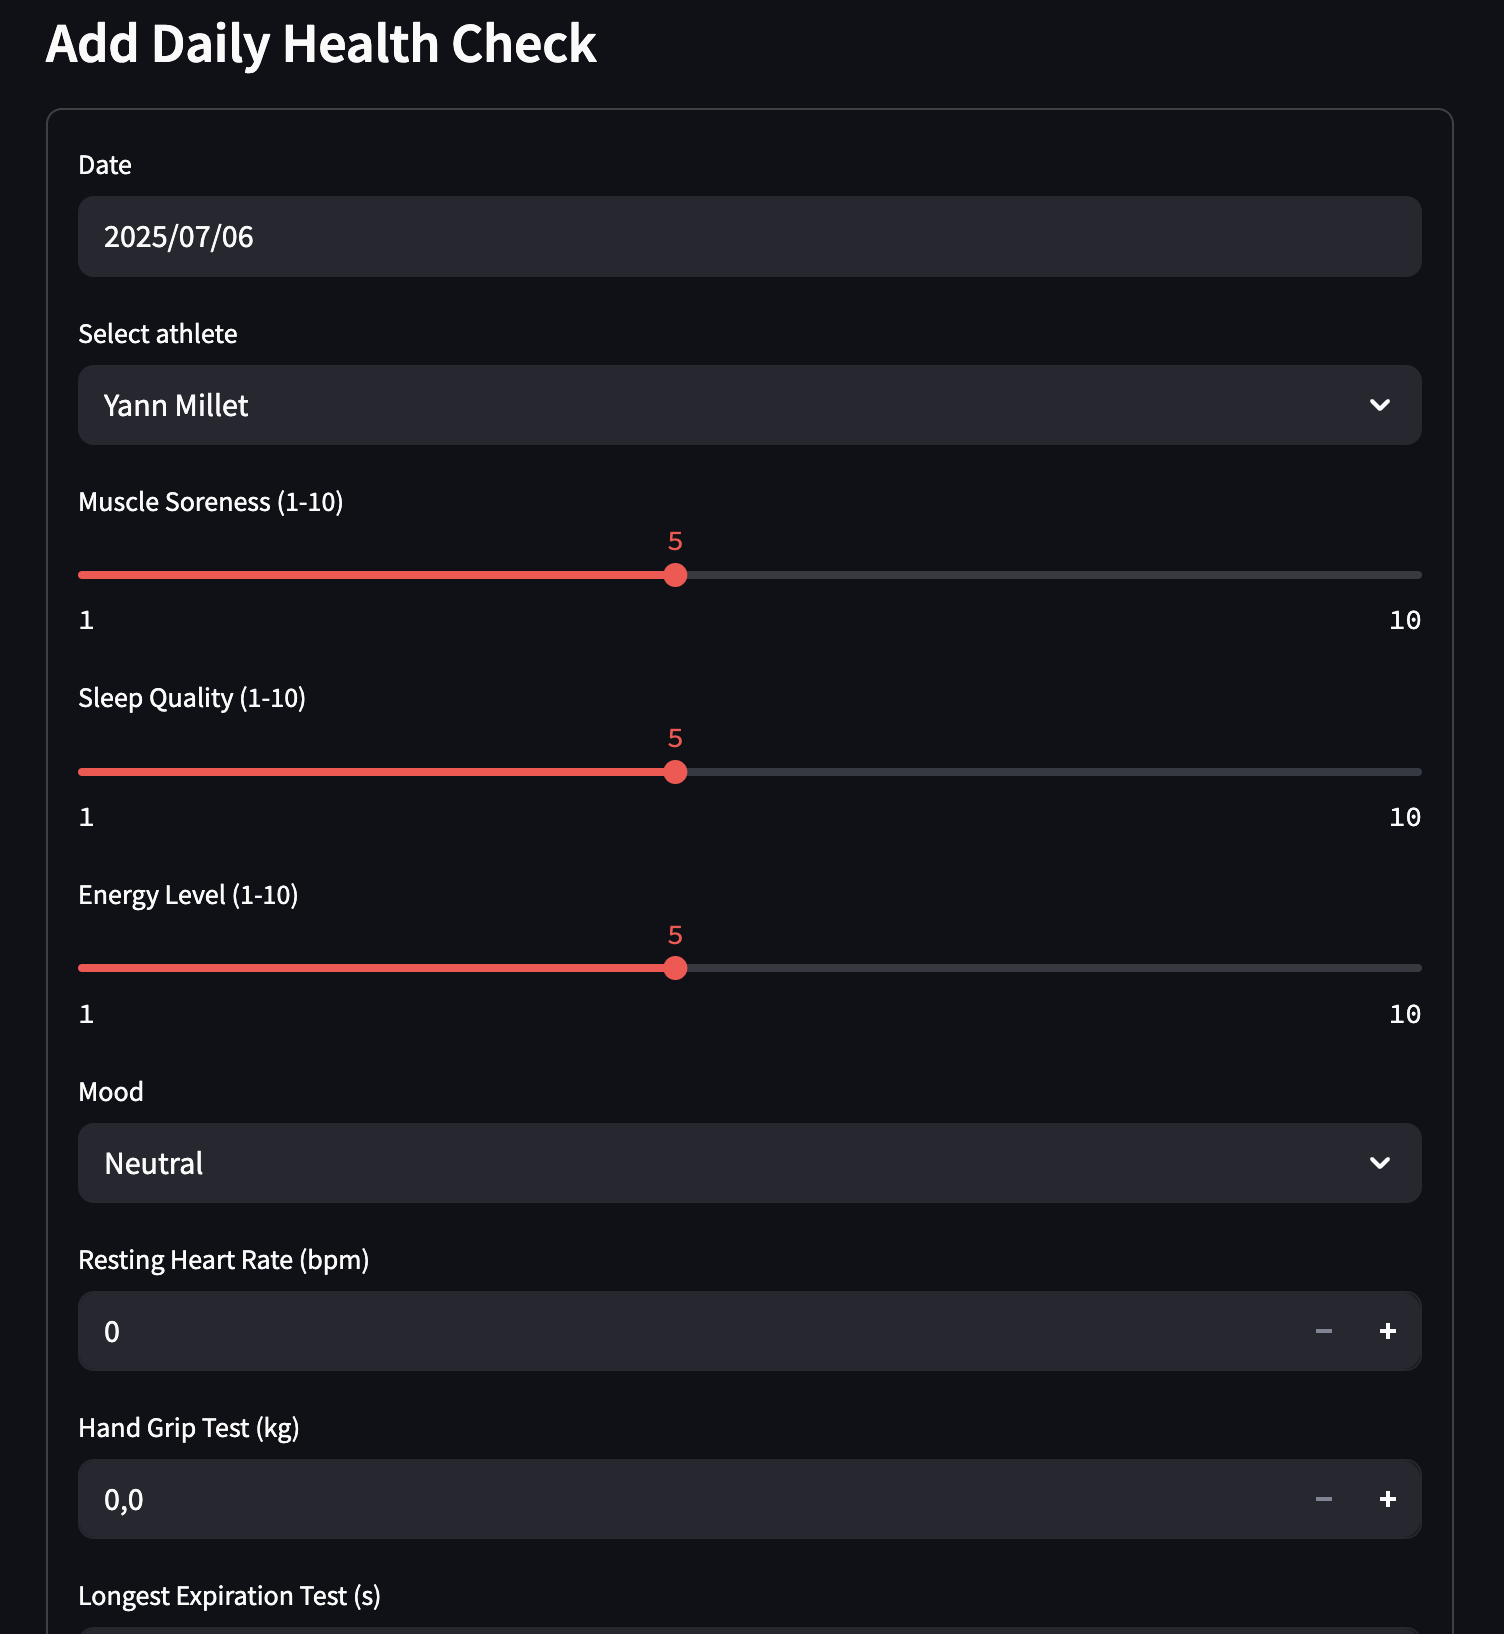 Add Daily Health Check
Date
2025/07/06
Select athlete
Yann Millet
Muscle Soreness (1-10)
5
1 10
Sleep Quality (1-10)
5
1 10
Energy Level (1-10)
5
1 10
Mood
Neutral
Resting Heart Rate (bpm)
0
Hand Grip Test (kg)
0,0
Longest Expiration Test (s)